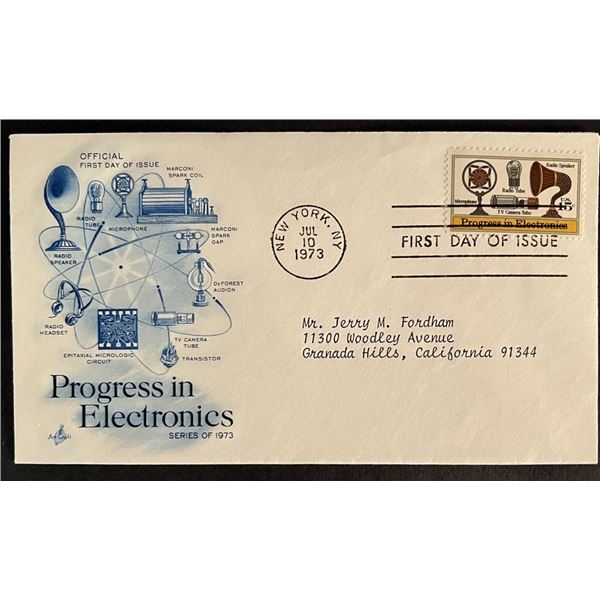 OFFICIAL
FIRST DAY OF ISSUE
MARCONI
SPARK COIL
RADIO
TUBE
MICROPHONE
MARCONI
SPARK
GAP
RADIO
SPEAKER
DeFOREST
AUDION
RADIO
HEADSET
TV CAMERA
TUBE
EPITAXIAL MICROLOGIC
CIRCUIT
TRANSISTOR
Progress in
Electronics
SERIES OF 1973
Art Craft
NEW YORK, NY
JUL
10
1973
FIRST DAY OF ISSUE
Radio Speaker
Radio Tube
Microphone
U.S.
15c
TV Camera Tube
Progress in Electronics
Mr. Jerry M. Fordham
11300 Woodley Avenue
Granada Hills, California 91344